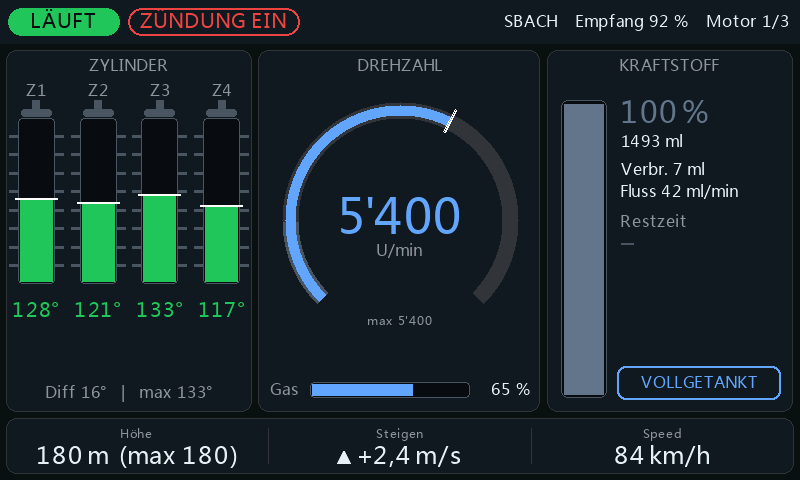 LÄUFT ZÜNDUNG EIN SBACH Empfang 92 % Motor 1/3
ZYLINDER
Z1 Z2 Z3 Z4
128° 121° 133° 117°
Diff 16° | max 133°
DREHZAHL
5'400
U/min
max 5'400
Gas 65 %
KRAFTSTOFF
100 %
1493 ml
Verbr. 7 ml
Fluss 42 ml/min
Restzeit
—
VOLLGETANKT
Höhe
180 m (max 180)
Steigen
▲ +2,4 m/s
Speed
84 km/h